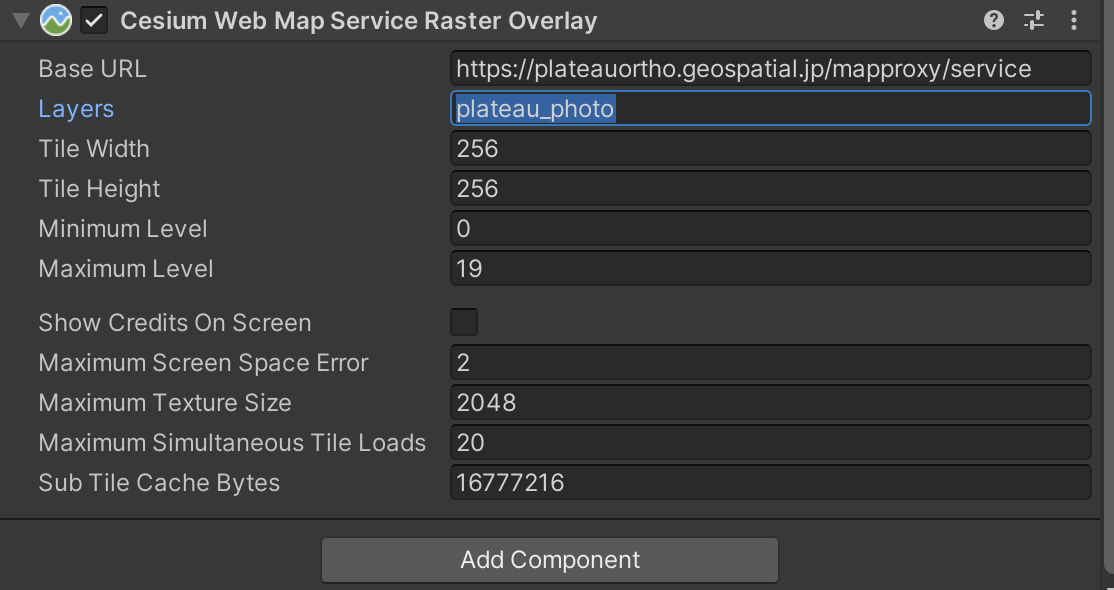 Cesium Web Map Service Raster Overlay
Base URL https://plateauortho.geospatial.jp/mapproxy/service
Layers plateau_photo
Tile Width 256
Tile Height 256
Minimum Level 0
Maximum Level 19
Show Credits On Screen
Maximum Screen Space Error 2
Maximum Texture Size 2048
Maximum Simultaneous Tile Loads 20
Sub Tile Cache Bytes 16777216
Add Component